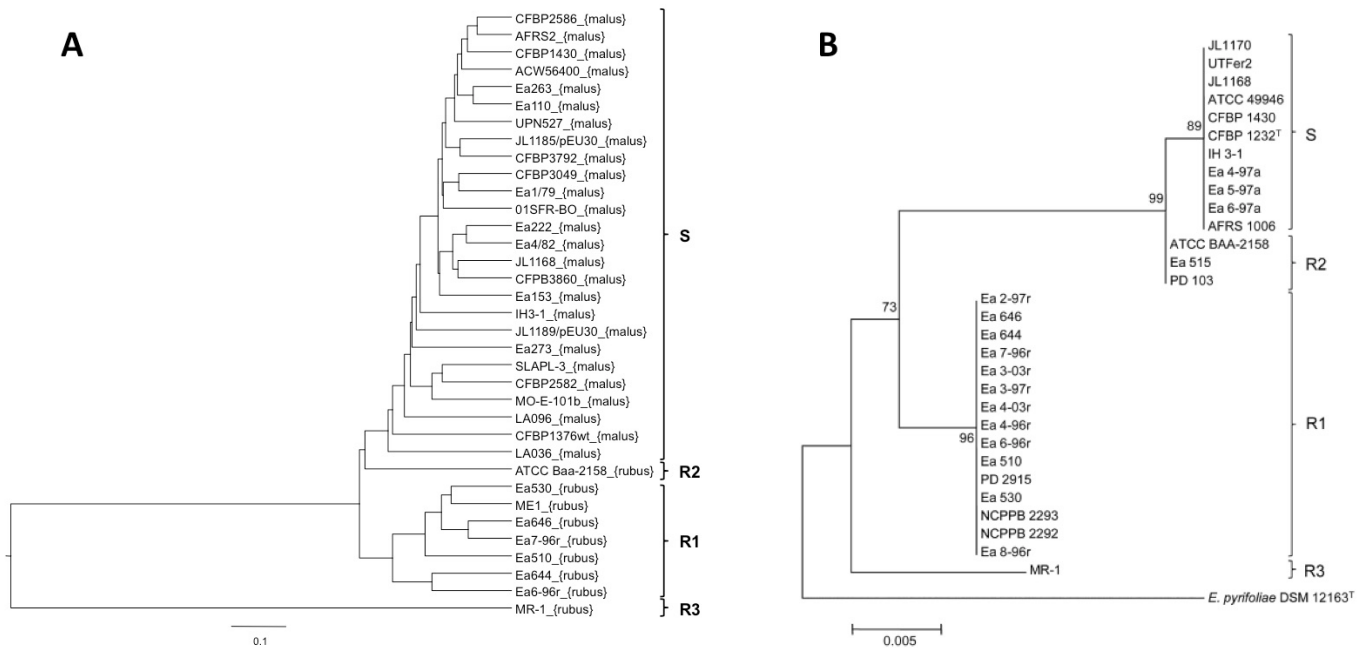 A
CFBP2586_{malus}
AFRS2_{malus}
CFBP1430_{malus}
ACW56400_{malus}
Ea263_{malus}
Ea110_{malus}
UPN527_{malus}
JL1185/pEU30_{malus}
CFBP3792_{malus}
CFBP3049_{malus}
Ea1/79_{malus}
01SFR-BO_{malus}
Ea222_{malus}
Ea4/82_{malus}
JL1168_{malus}
CFPB3860_{malus}
Ea153_{malus}
IH3-1_{malus}
JL1189/pEU30_{malus}
Ea273_{malus}
SLAPL-3_{malus}
CFBP2582_{malus}
MO-E-101b_{malus}
LA096_{malus}
CFBP1376wt_{malus}
LA036_{malus}
ATCC Baa-2158_{rubus}
Ea530_{rubus}
ME1_{rubus}
Ea646_{rubus}
Ea7-96r_{rubus}
Ea510_{rubus}
Ea644_{rubus}
Ea6-96r_{rubus}
MR-1_{rubus}
S
R2
R1
R3
0.1
B
JL1170
UTFer2
JL1168
ATCC 49946
CFBP 1430
CFBP 1232T
IH 3-1
Ea 4-97a
Ea 5-97a
Ea 6-97a
AFRS 1006
ATCC BAA-2158
Ea 515
PD 103
Ea 2-97r
Ea 646
Ea 644
Ea 7-96r
Ea 3-03r
Ea 3-97r
Ea 4-03r
Ea 4-96r
Ea 6-96r
Ea 510
PD 2915
Ea 530
NCPPB 2293
NCPPB 2292
Ea 8-96r
MR-1
E. pyrifoliae DSM 12163T
89
99
73
96
S
R2
R1
R3
0.005